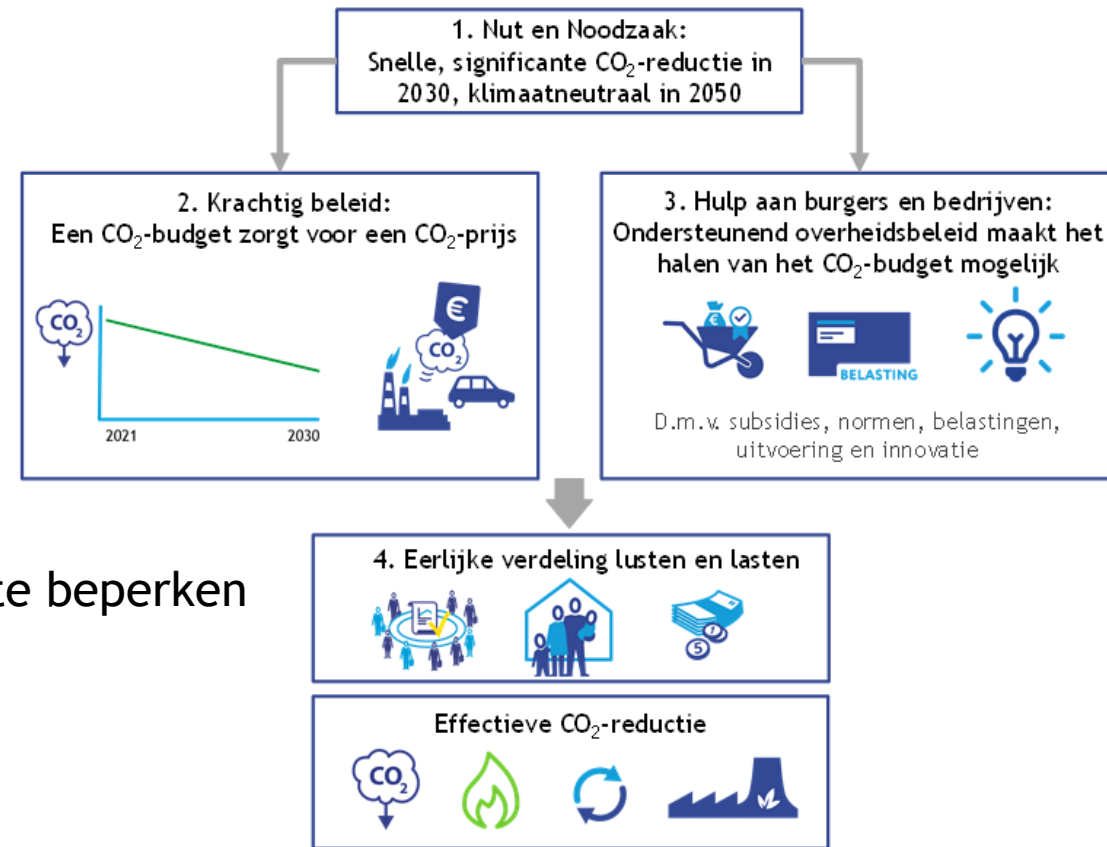 1. Nut en Noodzaak:
Snelle, significante CO₂-reductie in
2030, klimaatneutraal in 2050
2. Krachtig beleid:
Een CO₂-budget zorgt voor een CO₂-prijs
CO₂
2021
2030
€
CO₂
3. Hulp aan burgers en bedrijven:
Ondersteunend overheidsbeleid maakt het
halen van het CO₂-budget mogelijk
€
BELASTING
D.m.v. subsidies, normen, belastingen,
uitvoering en innovatie
te beperken
4. Eerlijke verdeling lusten en lasten
1
5
Effectieve CO₂-reductie
CO₂